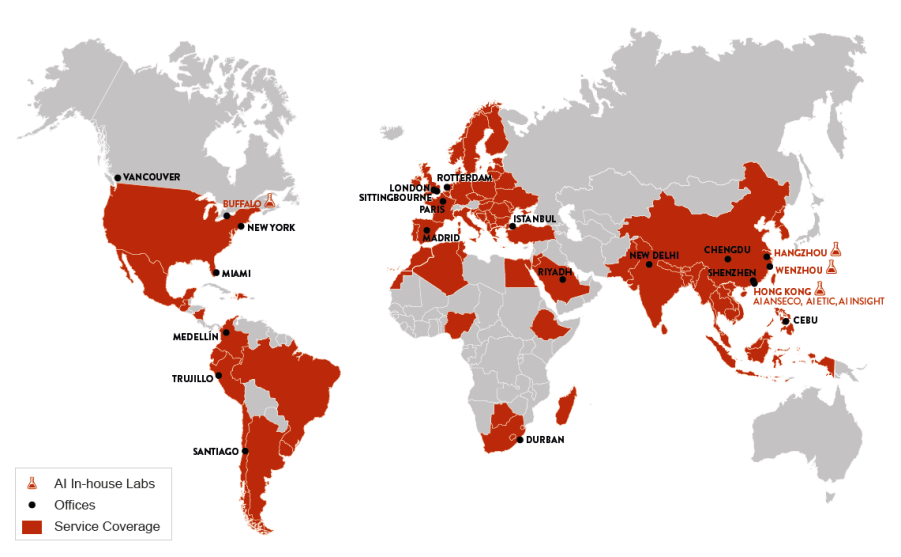 VANCOUVER
BUFFALO
NEW YORK
MIAMI
MEDELLÍN
TRUJILLO
SANTIAGO
LONDON
ROTTERDAM
SITTINGBOURNE
PARIS
MADRID
ISTANBUL
RIYADH
DURBAN
NEW DELHI
CHENGDU
HANGZHOU
SHENZHEN
WENZHOU
HONG KONG
AI ANSECO, AI ETIC, AI INSIGHT
CEBU
AI In-house Labs
Offices
Service Coverage